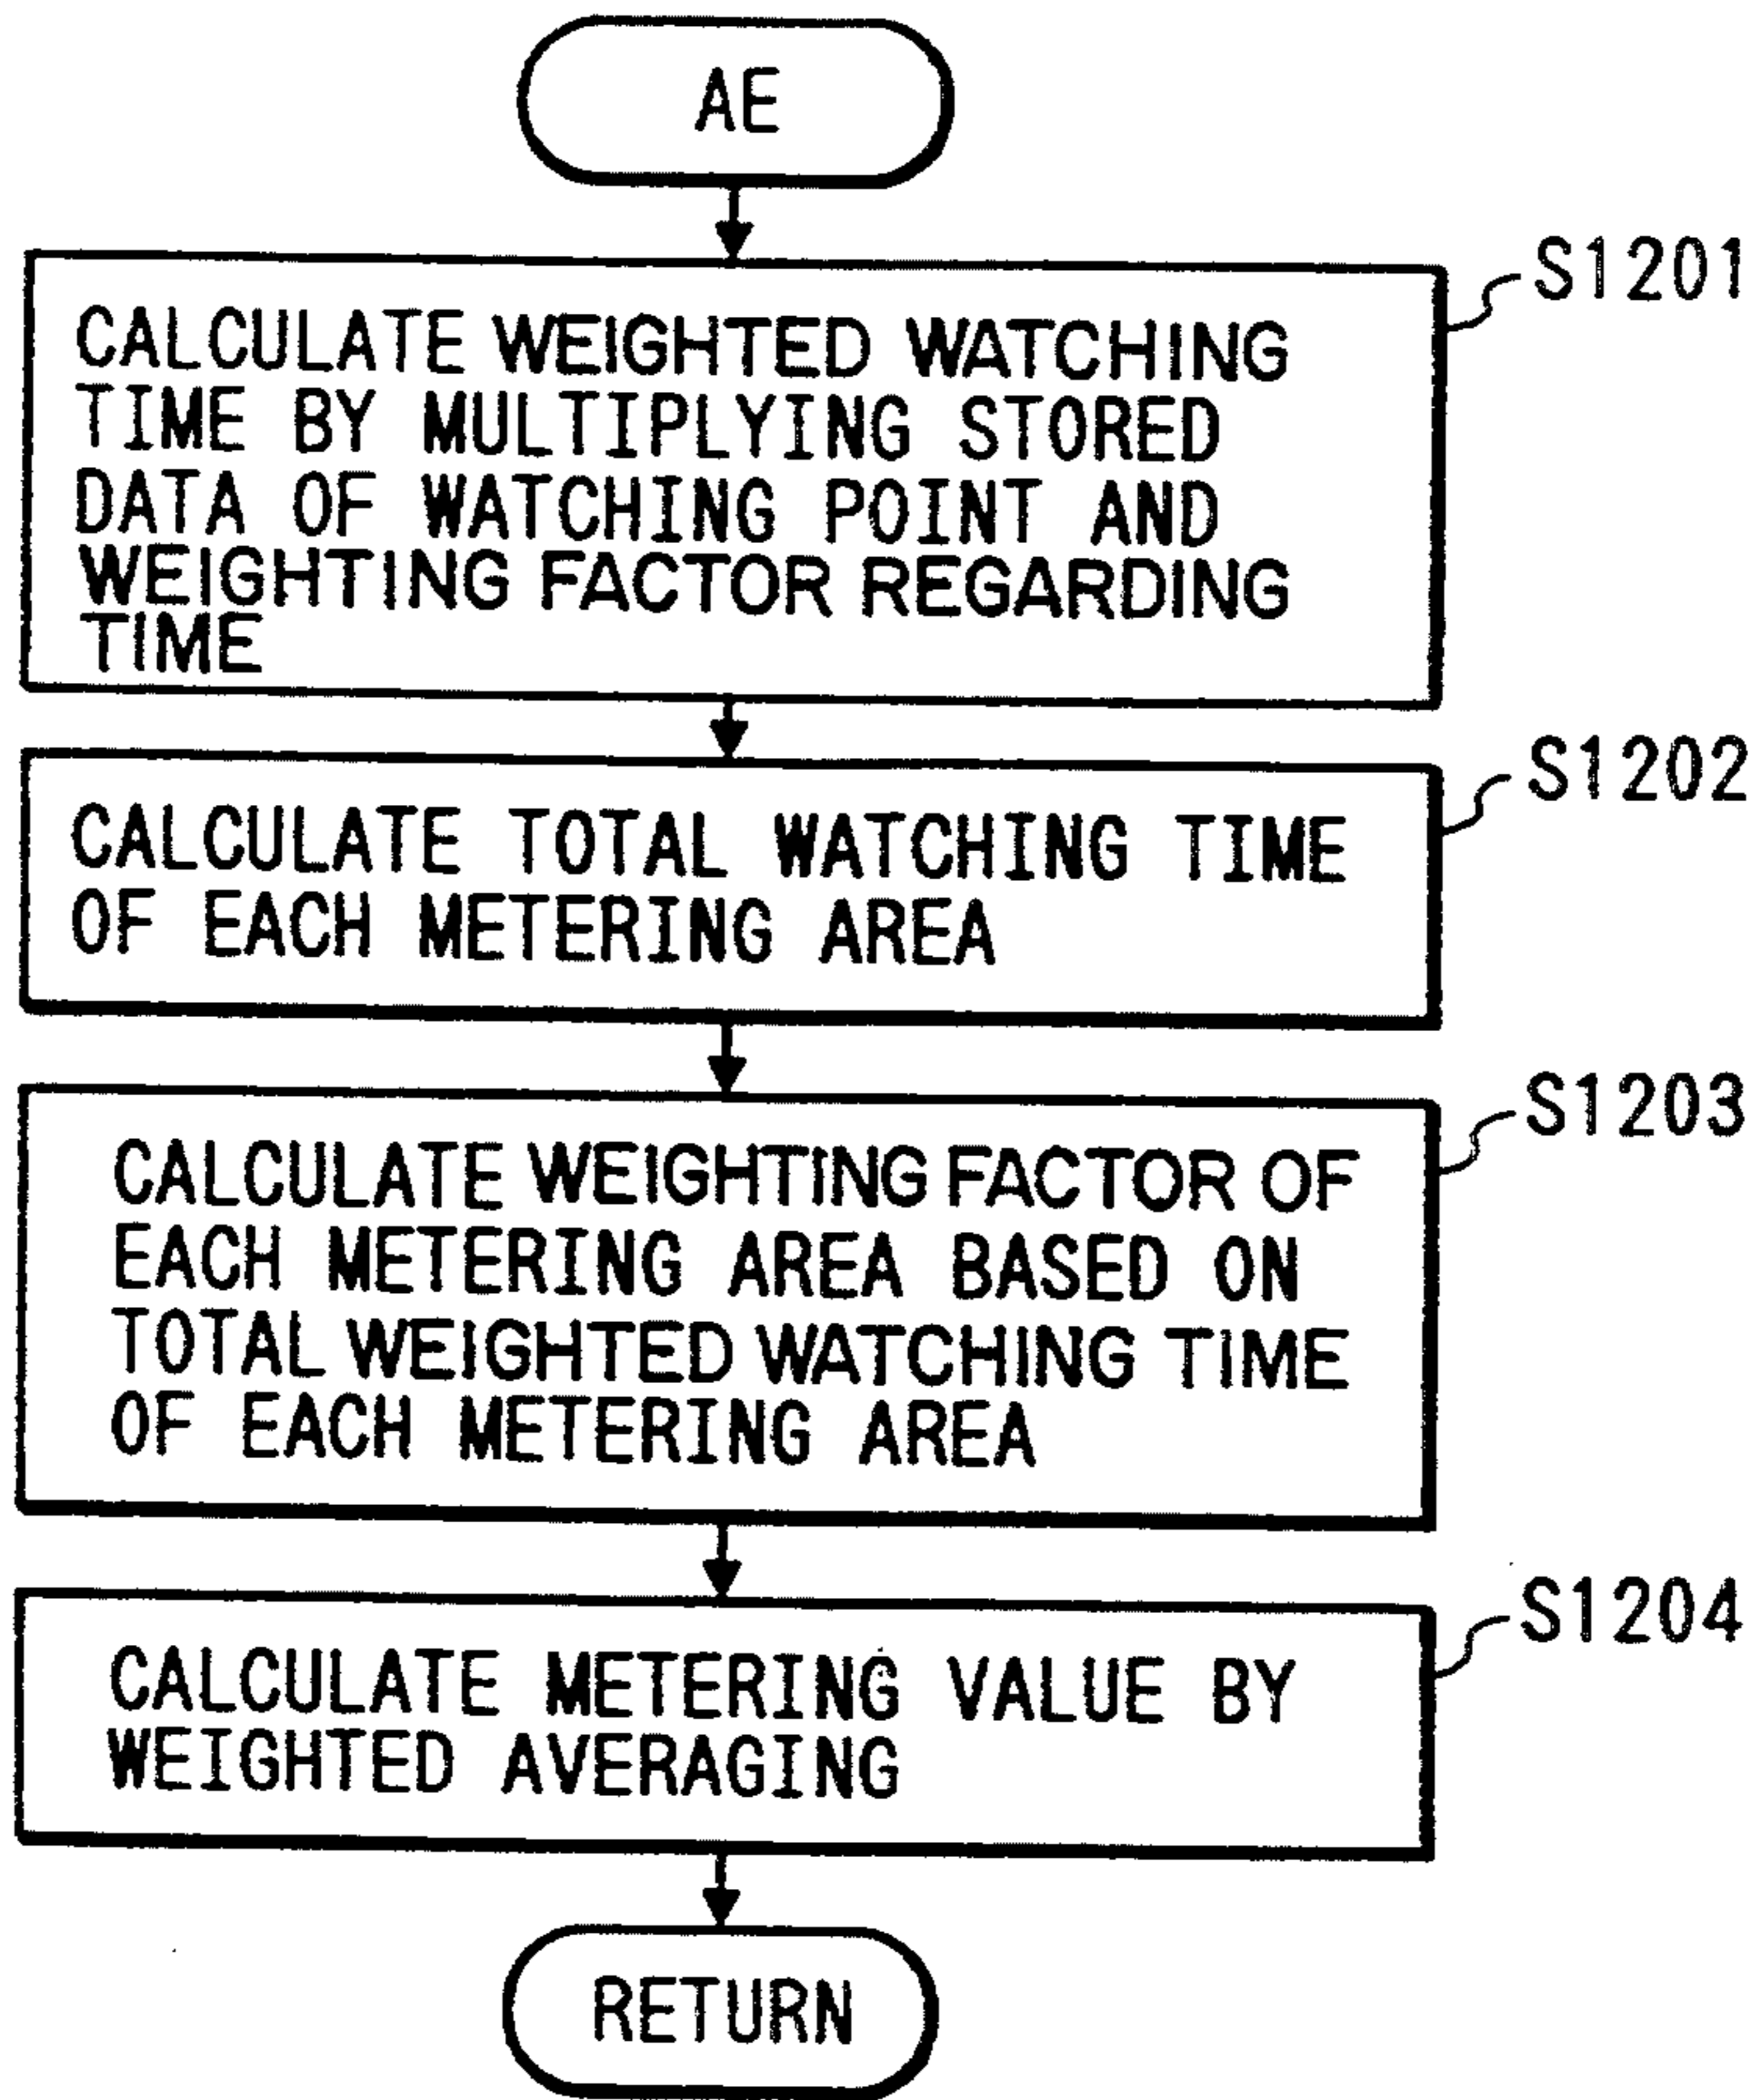 AE
S1201
CALCULATE WEIGHTED WATCHING
TIME BY MULTIPLYING STORED
DATA OF WATCHING POINT AND
WEIGHTING FACTOR REGARDING
TIME
S1202
CALCULATE TOTAL WATCHING TIME
OF EACH METERING AREA
S1203
CALCULATE WEIGHTING FACTOR OF
EACH METERING AREA BASED ON
TOTAL WEIGHTED WATCHING TIME
OF EACH METERING AREA
S1204
CALCULATE METERING VALUE BY
WEIGHTED AVERAGING
RETURN